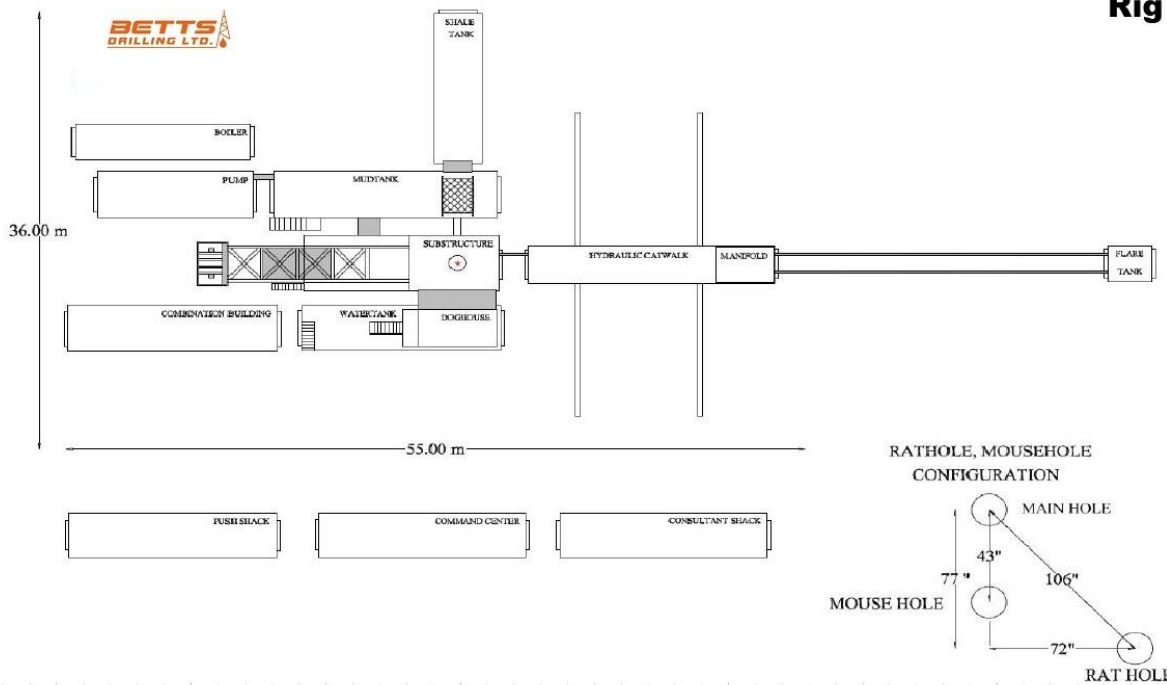 Rig
BETTS
DRILLING LTD.
SHALE
TANK
BOILER
PUMP
MUDTANK
36.00 m
SUBSTRUCTURE
HYDRAULIC CATWALK
MANIFOLD
FLARE
TANK
COMBINATION BUILDING
WATERTANK
DOGHOUSE
55.00 m
RATHOLE, MOUSEHOLE
CONFIGURATION
MAIN HOLE
43"
77 "
106"
MOUSE HOLE
72"
RAT HOLE
PUSH SHACK
COMMAND CENTER
CONSULTANT SHACK